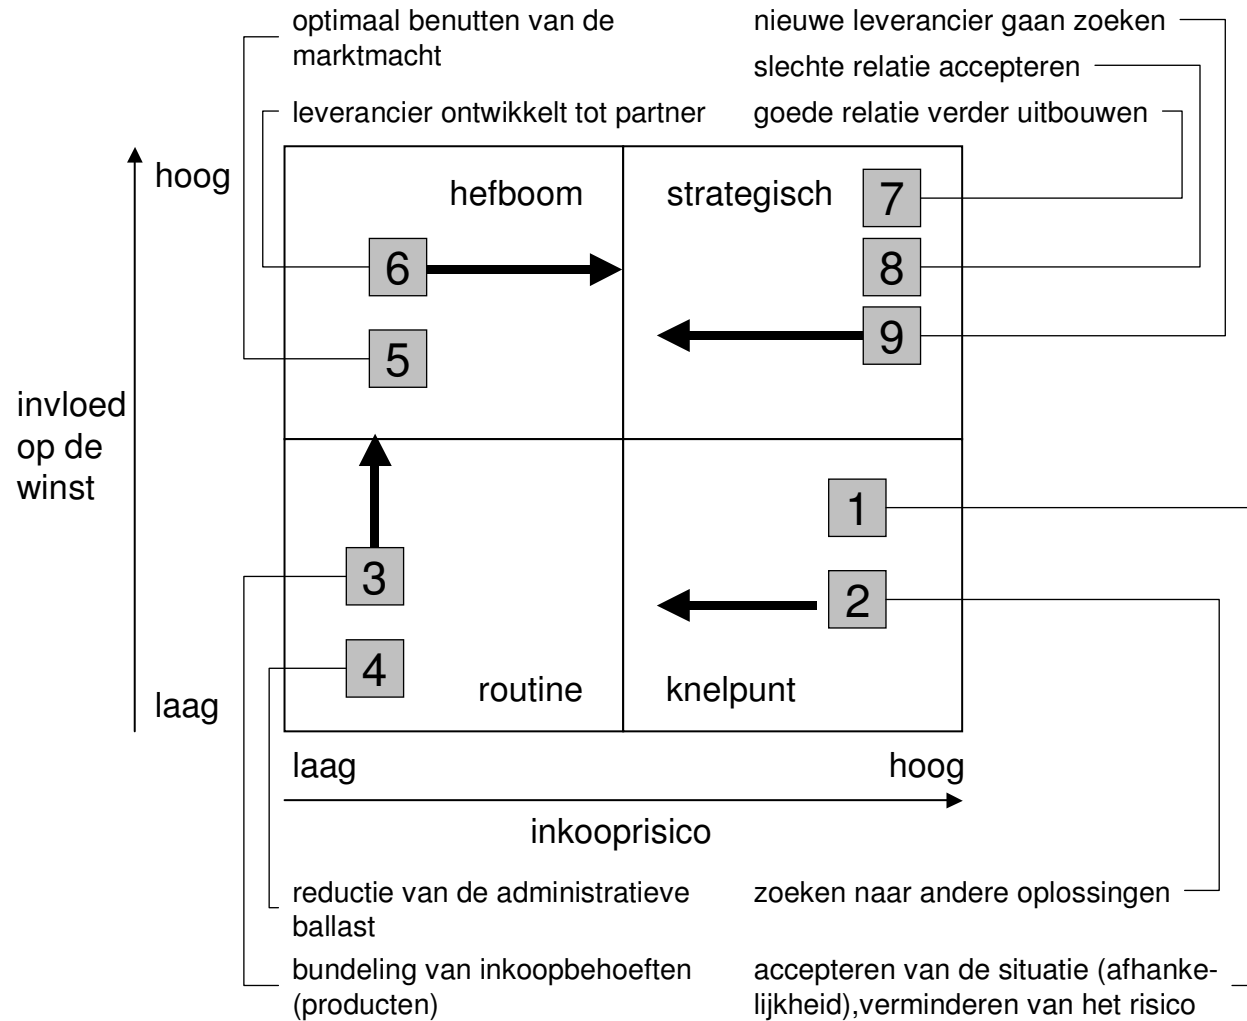 optimaal benutten van de
marktmacht
leverancier ontwikkelt tot partner
nieuwe leverancier gaan zoeken
slechte relatie accepteren
goede relatie verder uitbouwen
hoog
hefboom
strategisch
7
6
8
5
9
invloed
op de
winst
1
3
2
4
laag
routine
knelpunt
laag
hoog
inkooprisico
reductie van de administratieve
ballast
bundeling van inkoopbehoeften
(producten)
zoeken naar andere oplossingen
accepteren van de situatie (afhanke-
lijkheid),verminderen van het risico